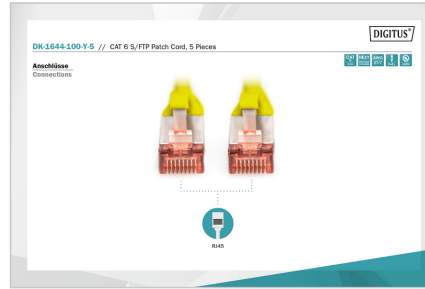 DIGITUS®
DK-1644-100-Y-5 // CAT 6 S/FTP Patch Cord, 5 Pieces
Anschlüsse
Connections
RJ45